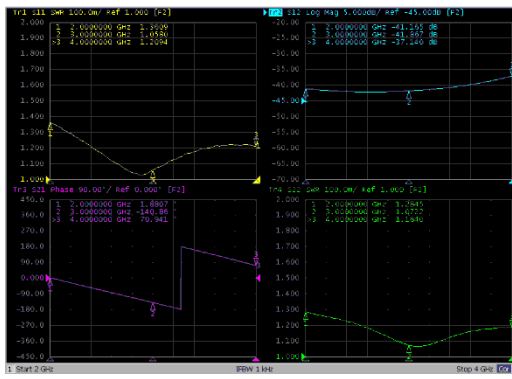 Tr1 S11 SWR 100.0m/ Ref 1.000 [F2]
2.000
1.900
1.800
1.700
1.600
1.500
1.400
1.300
1.200
1.100
1.000
1 2.0000000 GHz 1.3609
2 3.0000000 GHz 1.0580
>3 4.0000000 GHz 1.2094
S12 Log Mag 5.000dB/ Ref -45.00dB [F2]
-20.00
-25.00
-30.00
-35.00
-40.00
-45.00
-50.00
-55.00
-60.00
-65.00
-70.00
1 2.0000000 GHz -41.165 dB
2 3.0000000 GHz -41.867 dB
>3 4.0000000 GHz -37.140 dB
Tr3 S21 Phase 90.00°/ Ref 0.000° [F2]
450.0
360.0
270.0
180.0
90.00
0.000
-90.00
-180.0
-270.0
-360.0
-450.0
1 2.0000000 GHz 1.8807 °
2 3.0000000 GHz -140.86 °
>3 4.0000000 GHz 70.941 °
Tr4 S22 SWR 100.0m/ Ref 1.000 [F2]
2.000
1.900
1.800
1.700
1.600
1.500
1.400
1.300
1.200
1.100
1.000
1 2.0000000 GHz
2 3.0000000 GHz 1.0722
>3 4.0000000 GHz
1 Start 2 GHz
IFBW 1 kHz
Stop 4 GHz Cor